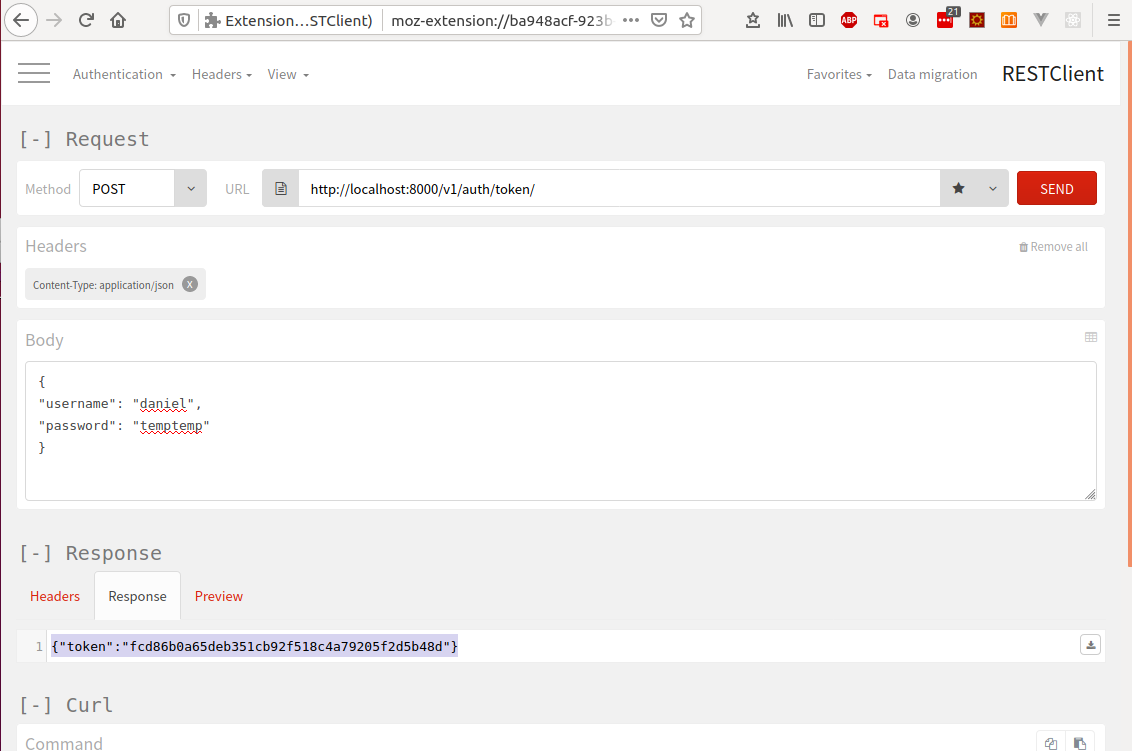 Extension...STClient) moz-extension://ba948acf-923b
ABP 21 m
Authentication Headers View Favorites Data migration RESTClient
[-] Request
Method POST URL http://localhost:8000/v1/auth/token/ SEND
Headers Remove all
Content-Type: application/json X
Body
{
"username": "daniel",
"password": "temptemp"
}
[-] Response
Headers Response Preview
1 {"token":"fcd86b0a65deb351cb92f518c4a79205f2d5b48d"}
[-] Curl
Command